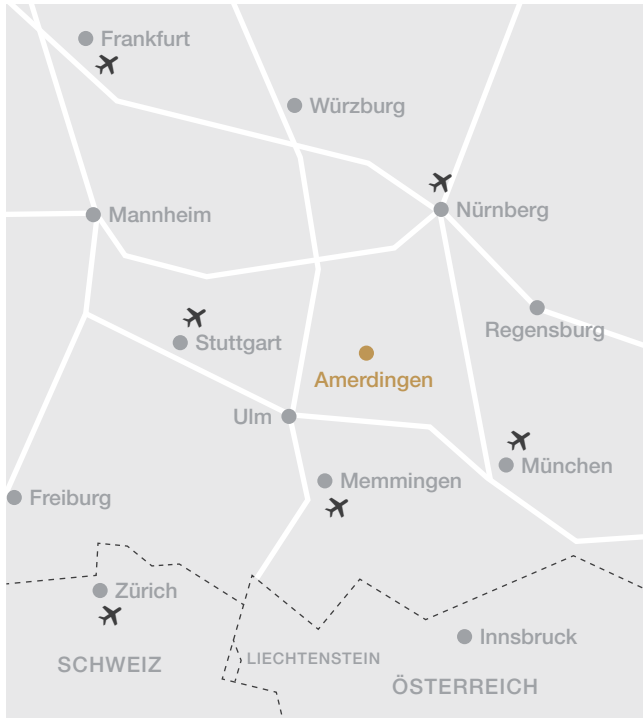 Frankfurt
Würzburg
Mannheim
Nürnberg
Regensburg
Stuttgart
Amerdingen
Ulm
München
Memmingen
Freiburg
Zürich
Innsbruck
LIECHTENSTEIN
SCHWEIZ
ÖSTERREICH